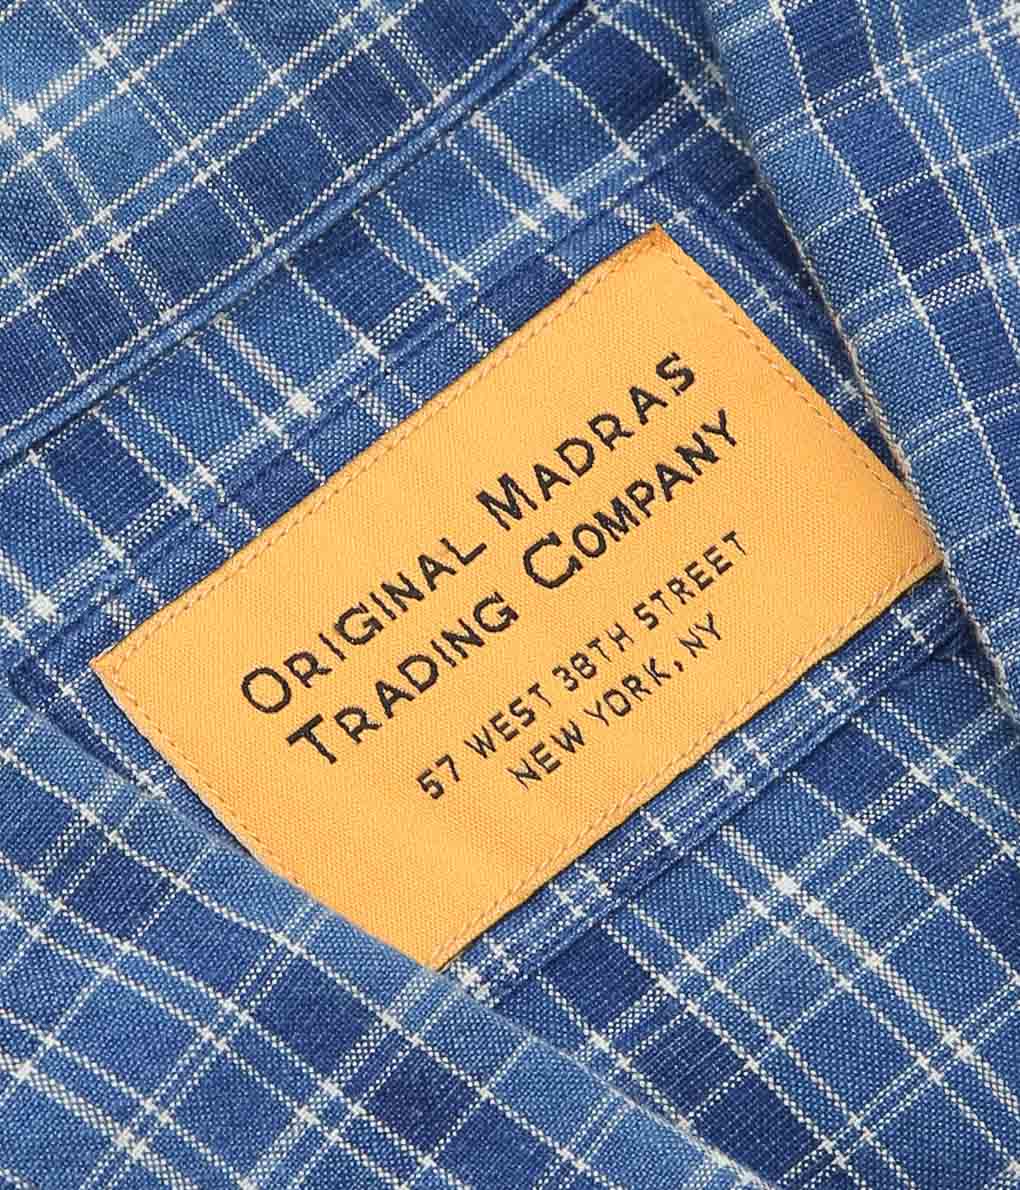 ORIGINAL MADRAS
TRADING COMPANY
57 WEST 38TH STREET
NEW YORK, NY